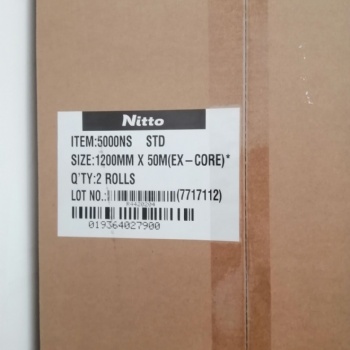 Nitto
ITEM:5000NS STD
SIZE:1200MM X 50M(EX-CORE)*
Q'TY:2 ROLLS
LOT NO.:(7717112)
019364027900